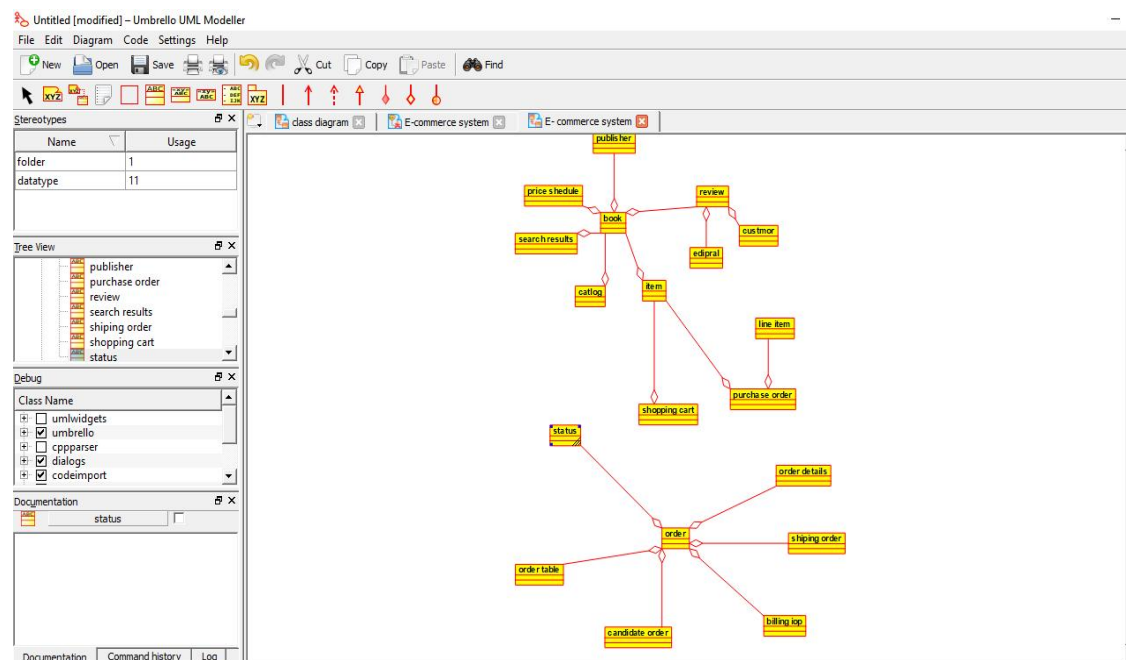 Untitled [modified] – Umbrello UML Modeller
File Edit Diagram Code Settings Help
New Open Save Cut Copy Paste Find
XYZ ABC XYZ
Stereotypes
class diagram E-commerce system E- commerce system
Name Usage
folder 1
datatype 11
Tree View
publisher
purchase order
review
search results
shiping order
shopping cart
status
Debug
Class Name
umlwidgets
umbrello
cppparser
dialogs
codeimport
Documentation
status
Documentation Command history Log
publisher
price shedule
review
book
custmor
search results
edipral
item
catlog
line item
purchase order
shopping cart
status
order details
order
shiping order
order table
billing iop
candidate order